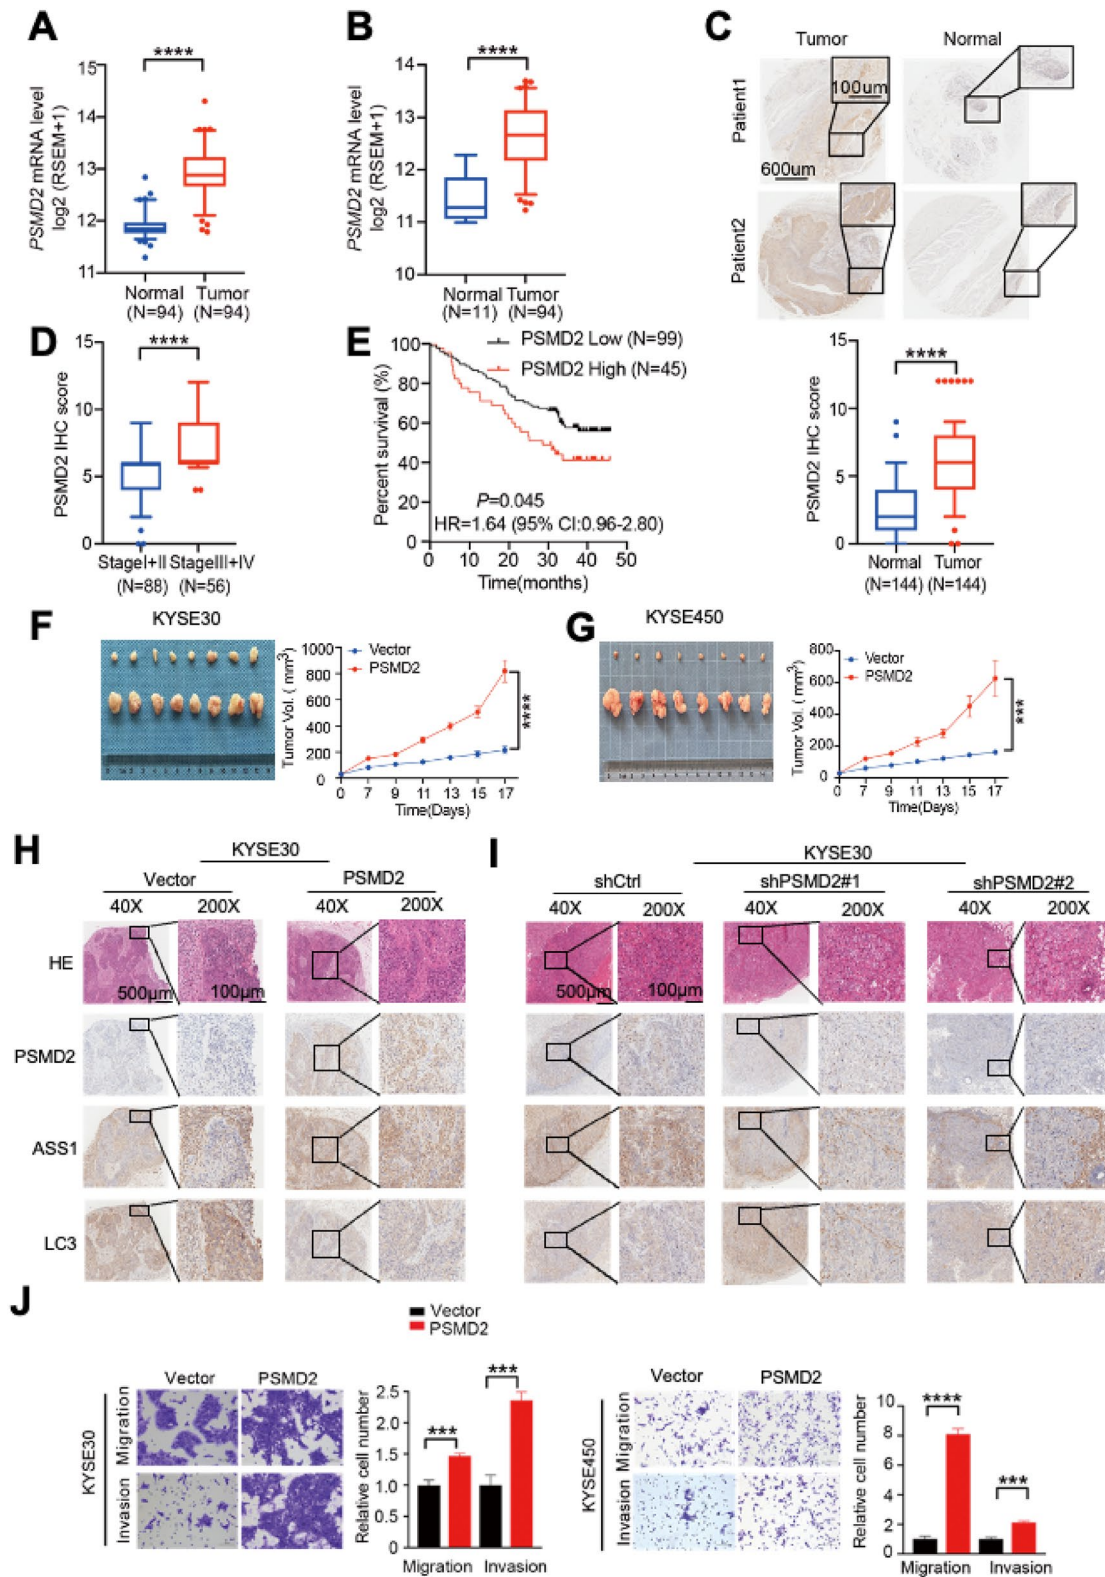 A
****
PSMD2 mRNA level
log2 (RSEM+1)
15
14
13
12
11
Normal
(N=94)
Tumor
(N=94)
B
****
PSMD2 mRNA level
log2 (RSEM+1)
14
13
12
11
10
Normal
(N=11)
Tumor
(N=94)
C
Tumor
Normal
Patient1
100um
600um
Patient2
****
PSMD2 IHC score
15
10
5
0
Normal
(N=144)
Tumor
(N=144)
D
****
PSMD2 IHC score
15
10
5
0
StageI+II
(N=88)
StageIII+IV
(N=56)
E
PSMD2 Low (N=99)
PSMD2 High (N=45)
Percent survival (%)
100
80
60
40
20
0
P=0.045
HR=1.64 (95% CI:0.96-2.80)
0 10 20 30 40 50
Time(months)
F
KYSE30
Tumor Vol. ( mm3)
1000
800
600
400
200
0
Vector
PSMD2
****
0 7 9 11 13 15 17
Time(Days)
G
KYSE450
Tumor Vol. ( mm3)
800
600
400
200
0
Vector
PSMD2
***
0 7 9 11 13 15 17
Time(Days)
H
KYSE30
Vector
PSMD2
40X 200X 40X 200X
HE
500µm
100µm
PSMD2
ASS1
LC3
I
KYSE30
shCtrl
shPSMD2#1
shPSMD2#2
40X 200X 40X 200X 40X 200X
500µm
100µm
J
Vector
PSMD2
KYSE30
Vector PSMD2
Migration
Invasion
Relative cell number
2.5
2.0
1.5
1.0
0.5
0
***
***
Migration Invasion
KYSE450
Vector PSMD2
Migration
Invasion
Relative cell number
10
8
6
4
2
0
****
***
Migration Invasion